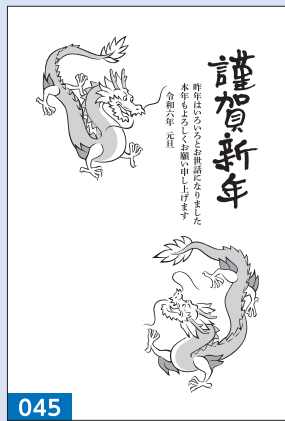 謹賀新年
昨年はいろいろとお世話になりました
本年もよろしくお願い申し上げます
令和六年 元旦
045